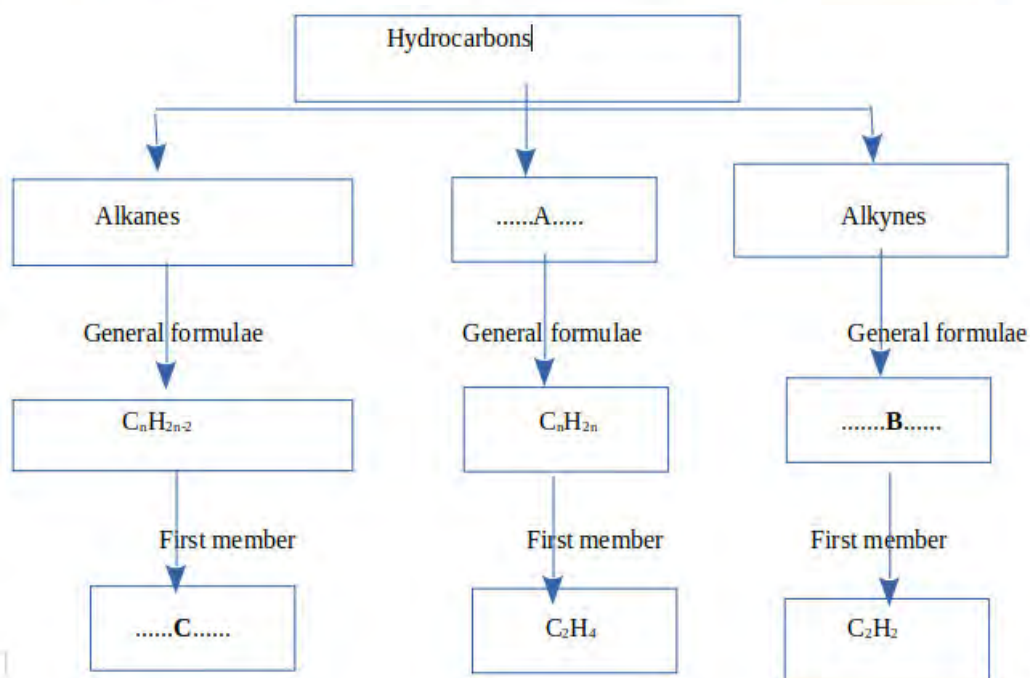 Hydrocarbons
Alkanes
......A.....
Alkynes
General formulae
General formulae
General formulae
CₙH₂ₙ₋₂
CₙH₂ₙ
.......B......
First member
First member
First member
......C......
C₂H₄
C₂H₂